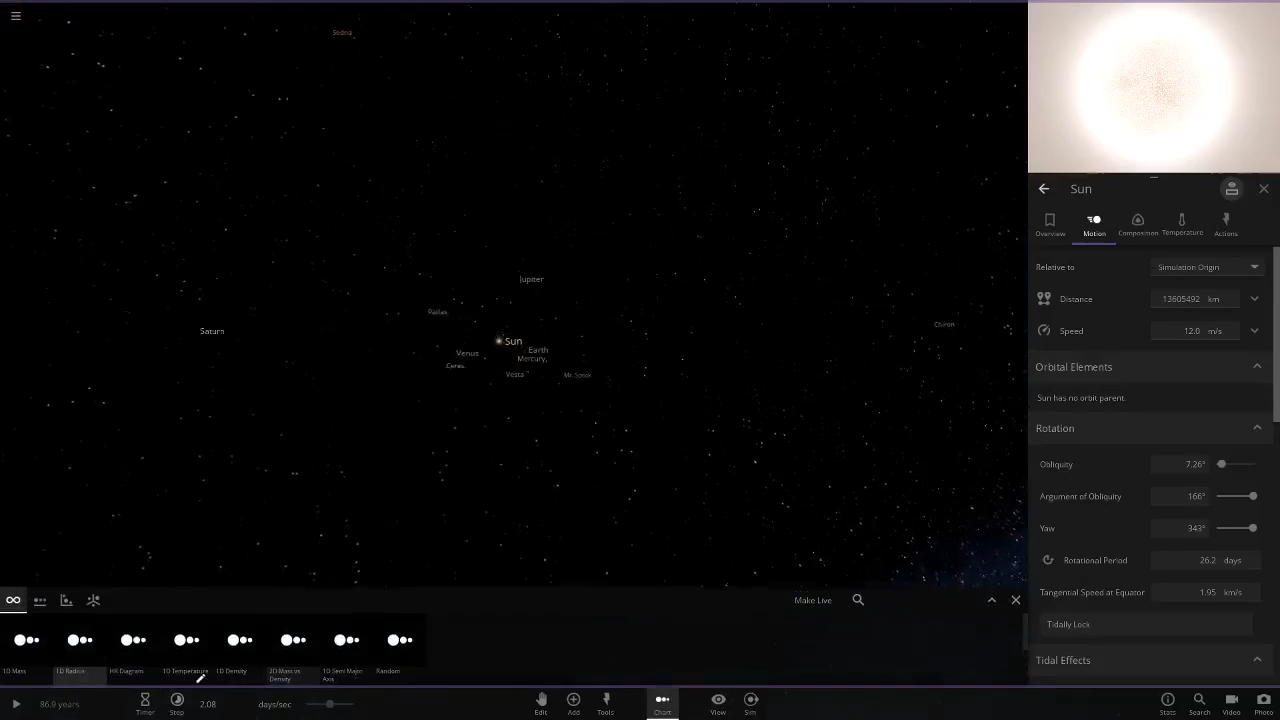 Sedna
Jupiter
Pallas
Saturn
Chiron
Sun
Earth
Venus
Mercury,
Ceres,
Vesta
Mr. Spock
Sun
Overview
Motion
Composition
Temperature
Actions
Relative to
Simulation Origin
Distance
13605492 km
Speed
12.0 m/s
Orbital Elements
Sun has no orbit parent.
Rotation
Obliquity
7.26°
Argument of Obliquity
166°
Yaw
343°
Rotational Period
26.2 days
Tangential Speed at Equator
1.95 km/s
Tidally Lock
Tidal Effects
Make Live
1D Mass
1D Radius
HR Diagram
1D Temperature
1D Density
2D Mass vs
Density
1D Semi Major
Axis
Random
86.9 years
Timer
Step
2.08
days/sec
Edit
Add
Tools
Chart
View
Sim
Stats
Search
Video
Photo